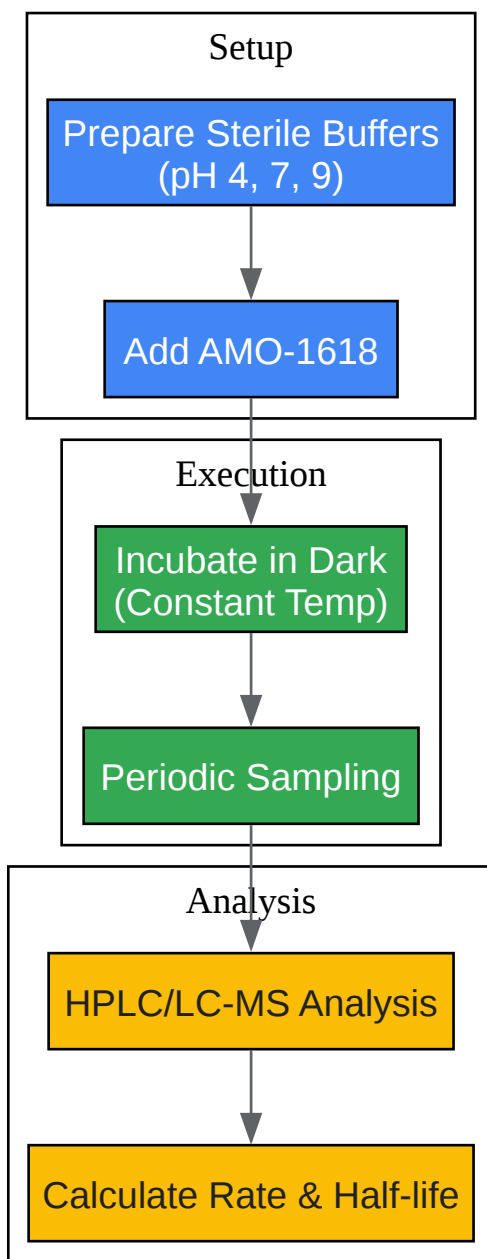 Setup
Prepare Sterile Buffers
(pH 4, 7, 9)
Add AMO-1618
Execution
Incubate in Dark
(Constant Temp)
Periodic Sampling
Analysis
HPLC/LC-MS Analysis
Calculate Rate & Half-life